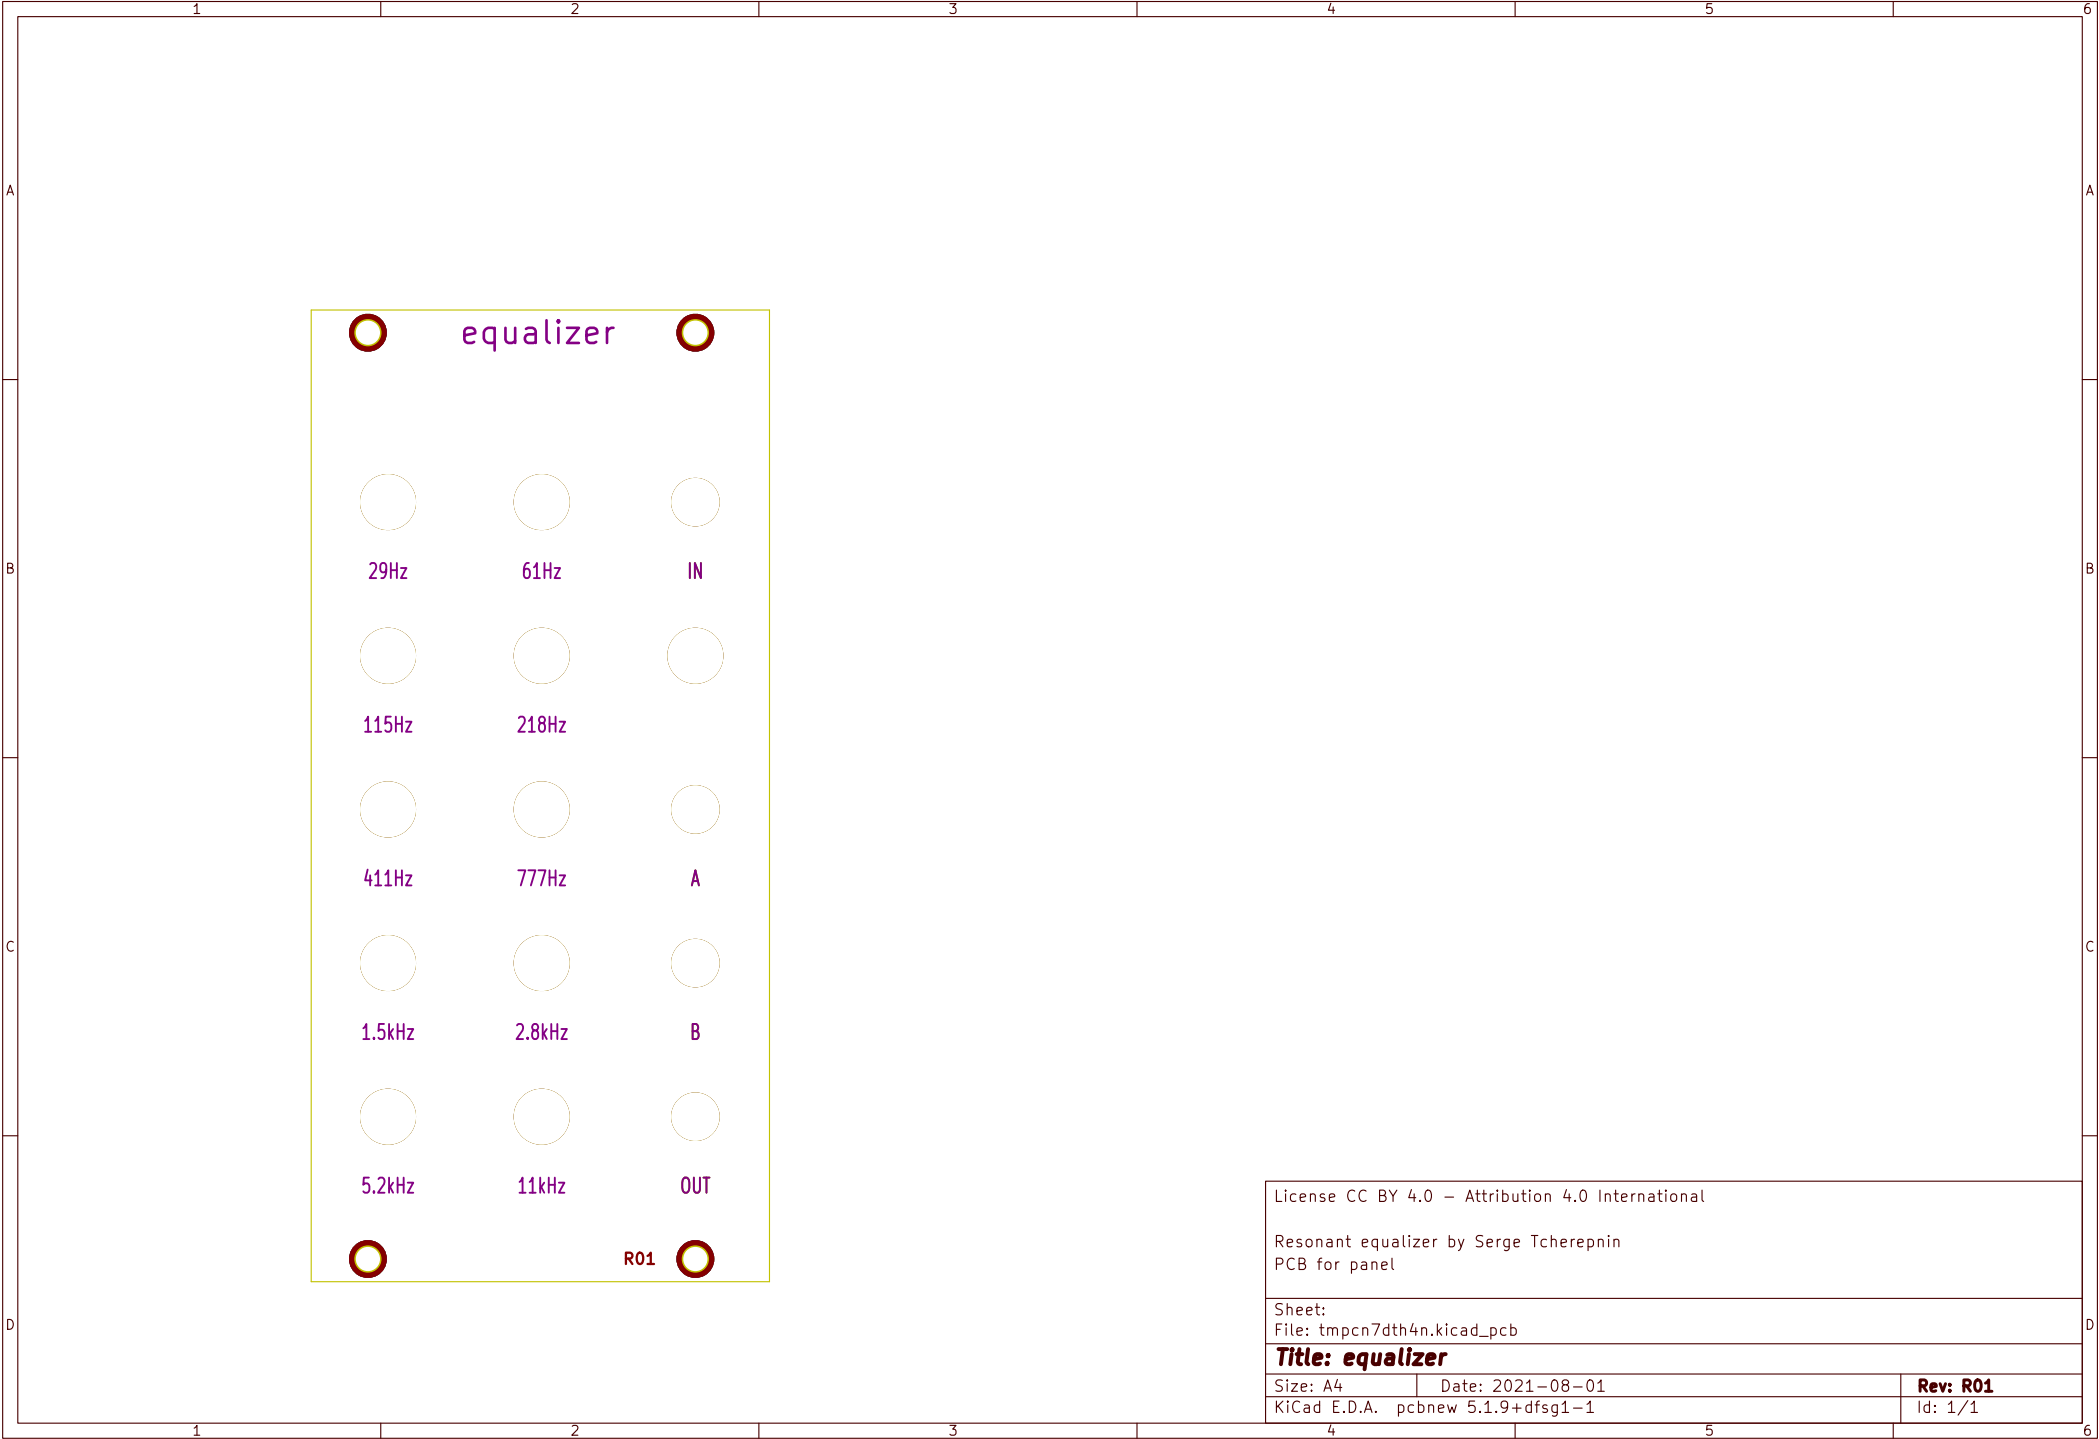 1 2 3 4 5 6
A A
equalizer
B B
29Hz 61Hz IN
115Hz 218Hz
411Hz 777Hz A
C C
1.5kHz 2.8kHz B
5.2kHz 11kHz OUT
R01
License CC BY 4.0 - Attribution 4.0 International
Resonant equalizer by Serge Tcherepnin
PCB for panel
Sheet:
D D
File: tmpcn7dth4n.kicad_pcb
Title: equalizer
Size: A4 Date: 2021-08-01 Rev: R01
KiCad E.D.A. pcbnew 5.1.9+dfsg1-1 Id: 1/1
1 2 3 4 5 6